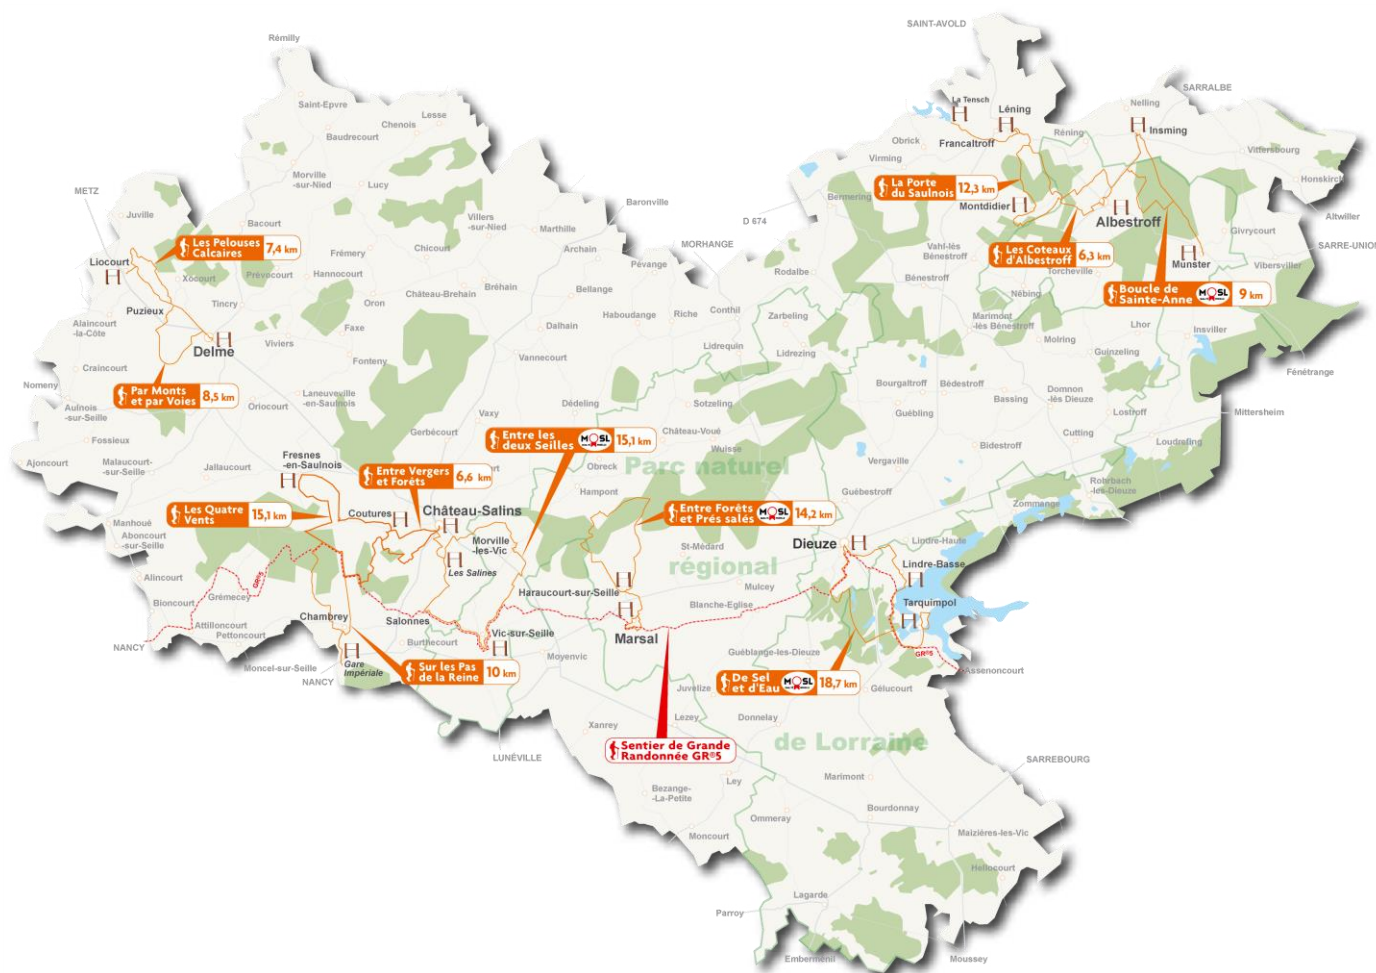 SAINT-AVOLD
Rémilly
SARRALBE
La Tensch
Léning
Nelling
Saint-Epvre
Lesse
Chenois
Baudrecourt
Insming
Réning
Obrick
Francaltroff
Vittersbourg
Virming
Honskirch
Morville
-sur-Nied
Lucy
METZ
La Porte
du Saulnois
12,3 km
Bermering
Montdidier
Albestroff
Altwiller
Juville
Baronville
D 674
Villers
-sur-Nied
Bacourt
Marthille
Givrycourt
Les Pelouses
Calcaires
7,4 km
MORHANGE
SARRE-UNION
Chicourt
Archain
Frémery
Vahl-lès
Bénestroff
Les Coteaux
d'Albestroff
6,3 km
Munster
Liocourt
Pévange
Rodalbe
Torcheville
Vibersviller
Xocourt
Prévocourt
Hannocourt
Bénestroff
Boucle de
Sainte-Anne
MOSL
9 km
Château-Brehain
Bréhain
Bellange
Nébing
Tincry
Oron
Puzieux
Haboudange
Riche
Conthil
Zarbeling
Marimont
-lès Bénestroff
Lhor
Insviller
Alaincourt
-la-Côte
Faxe
Dalhain
Viviers
Molring
Lidrequin
Lidrezing
Guinzeling
Delme
Vannecourt
Fonteny
Craincourt
Fénétrange
Nomeny
Bourgaltroff
Bédestroff
Par Monts
et par Voies
8,5 km
Laneuveville
-en-Saulnois
Domnon
-lès Dieuze
Bassing
Oriocourt
Dédeling
Sotzeling
Aulnois
-sur-Seille
Guébling
Lostroff
Mittersheim
Vaxy
Gerbécourt
Château-Voué
Cutting
Entre les
deux Seilles
MOSL
15,1 km
Fossieux
Wuisse
Bidestroff
Loudrefing
Fresnes
-en-Saulnois
Ajoncourt
Malaucourt-
-sur-Seille
Jallaucourt
Obreck
Parc naturel
Vergaville
Entre Vergers
et Forêts
6,6 km
Hampont
Guébestroff
Rohrbach
-lès-Dieuze
Zommange
Les Quatre
Vents
15,1 km
Coutures
Château-Salins
Entre Forêts
et Prés salés
MOSL
14,2 km
Manhoué
Aboncourt
-sur-Seille
Morville
-les-Vic
St-Médard
Dieuze
Lindre-Haute
Les Salines
régional
Lindre-Basse
Alincourt
GR®5
Mulcey
Haraucourt-sur-Seille
Grémecey
Bioncourt
Blanche-Eglise
Tarquimpol
Chambrey
Salonnes
Attilloncourt
Pettoncourt
Marsal
Vic-sur-Seille
NANCY
Burthecourt
Moyenvic
Guéblange-les-Dieuze
GR®5
Gare
Impériale
Moncel-sur-Seille
NANCY
Sur les Pas
de la Reine
10 km
Assenoncourt
De Sel
et d'Eau
MOSL
18,7 km
Juvelize
Gélucourt
Lezey
Donnelay
Xanrey
Sentier de Grande
Randonnée GR®5
de Lorraine
LUNÉVILLE
SARREBOURG
Ley
Marimont
Bezange-
-La-Petite
Bourdonnay
Ommeray
Moncourt
Maizières-les-Vic
Hellocourt
Lagarde
Parroy
Emberménil
Moussey